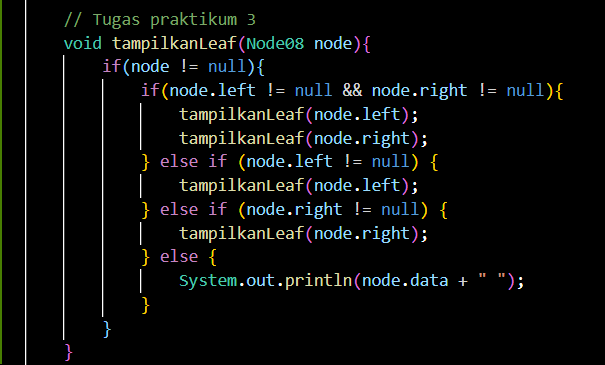 // Tugas praktikum 3
void tampilkanLeaf(Node08 node){
if(node != null){
if(node.left != null && node.right != null){
tampilkanLeaf(node.left);
tampilkanLeaf(node.right);
} else if (node.left != null) {
tampilkanLeaf(node.left);
} else if (node.right != null) {
tampilkanLeaf(node.right);
} else {
System.out.println(node.data + " ");
}
}
}